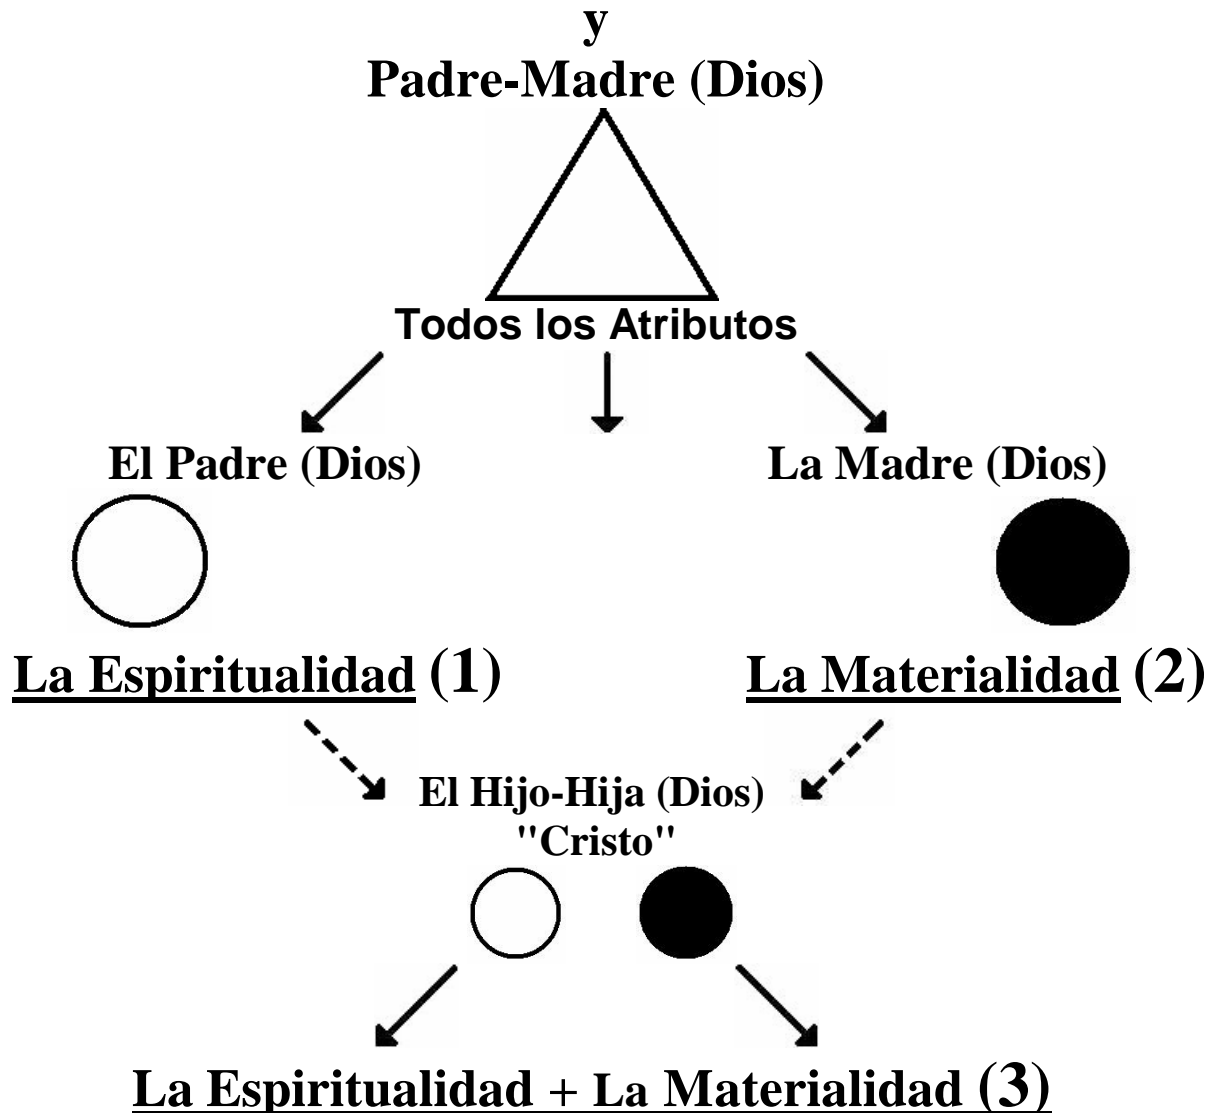 y
Padre-Madre (Dios)
Todos los Atributos
El Padre (Dios)
La Madre (Dios)
La Espiritualidad (1)
La Materialidad (2)
El Hijo-Hija (Dios)
"Cristo"
La Espiritualidad + La Materialidad (3)